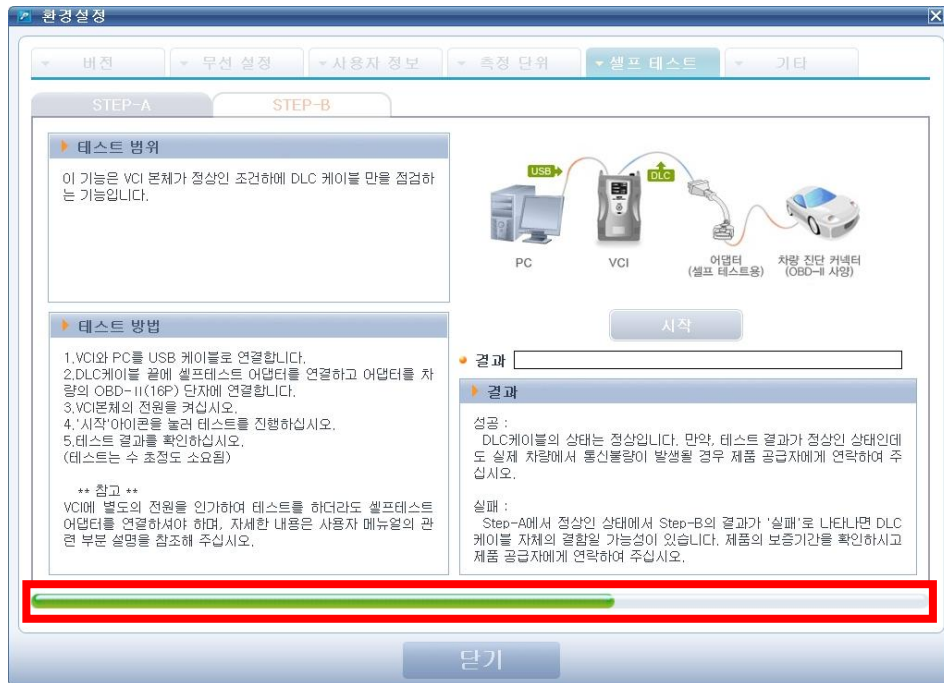 환경설정
버전
무선 설정
사용자 정보
측정 단위
셀프 테스트
기타
STEP-A
STEP-B
테스트 범위
이 기능은 VCI 본체가 정상인 조건하에 DLC 케이블 만을 점검하
는 기능입니다.
USB
DLC
PC
VCI
어댑터
(셀프 테스트용)
차량 진단 커넥터
(OBD-II 사양)
테스트 방법
1.VCI와 PC를 USB 케이블로 연결합니다.
2.DLC케이블 끝에 셀프테스트 어댑터를 연결하고 어댑터를 차
량의 OBD-II(16P) 단자에 연결합니다.
3.VCI본체의 전원을 켜십시오.
4.'시작'아이콘을 눌러 테스트를 진행하십시오.
5.테스트 결과를 확인하십시오.
(테스트는 수 초정도 소요됨)
** 참고 **
VCI에 별도의 전원을 인가하여 테스트를 하더라도 셀프테스트
어댑터를 연결하셔야 하며, 자세한 내용은 사용자 메뉴얼의 관
련 부분 설명을 참조해 주십시오.
시작
결과
결과
성공 :
DLC케이블의 상태는 정상입니다. 만약, 테스트 결과가 정상인 상태인데
도 실제 차량에서 통신불량이 발생될 경우 제품 공급자에게 연락하여 주
십시오.
실패 :
Step-A에서 정상인 상태에서 Step-B의 결과가 '실패'로 나타나면 DLC
케이블 자체의 결함일 가능성이 있습니다. 제품의 보증기간을 확인하시고
제품 공급자에게 연락하여 주십시오.
닫기